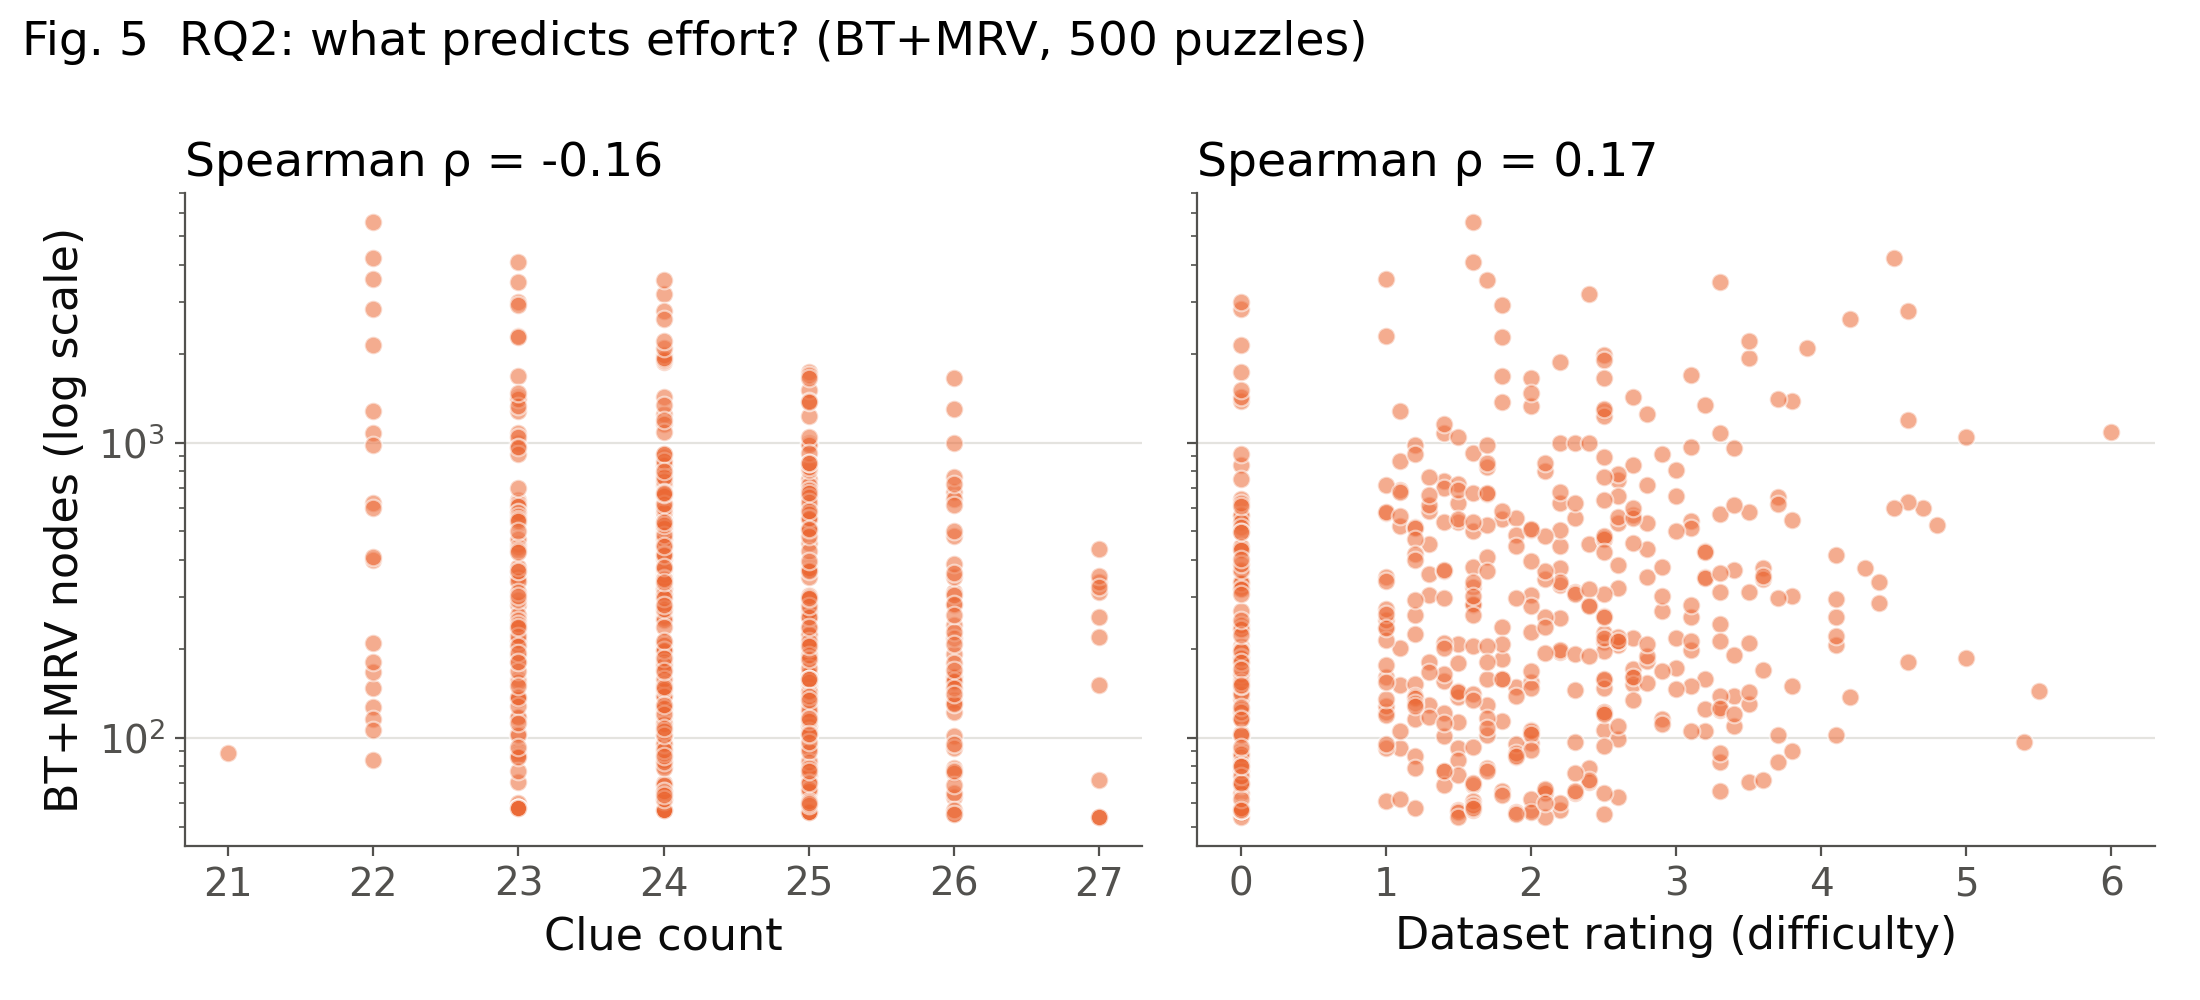 Fig. 5  RQ2: what predicts effort? (BT+MRV, 500 puzzles)
Spearman ρ = -0.16
Spearman ρ = 0.17
BT+MRV nodes (log scale)
10³
10²
21 22 23 24 25 26 27
Clue count
0 1 2 3 4 5 6
Dataset rating (difficulty)